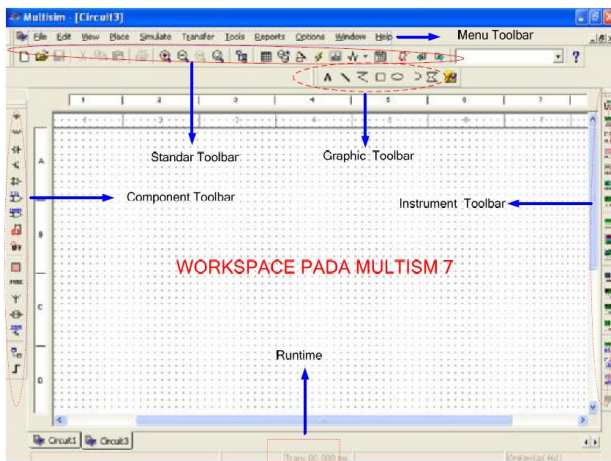 Multisim - [Circuit3]
File Edit View Place Simulate Transfer Tools Reports Options Window Help
Menu Toolbar
1 2 3 4 5 6 7
Standar Toolbar
Graphic Toolbar
A
Component Toolbar
Instrument Toolbar
B
WORKSPACE PADA MULTISM 7
C
Runtime
D
Circuit1 Circuit3